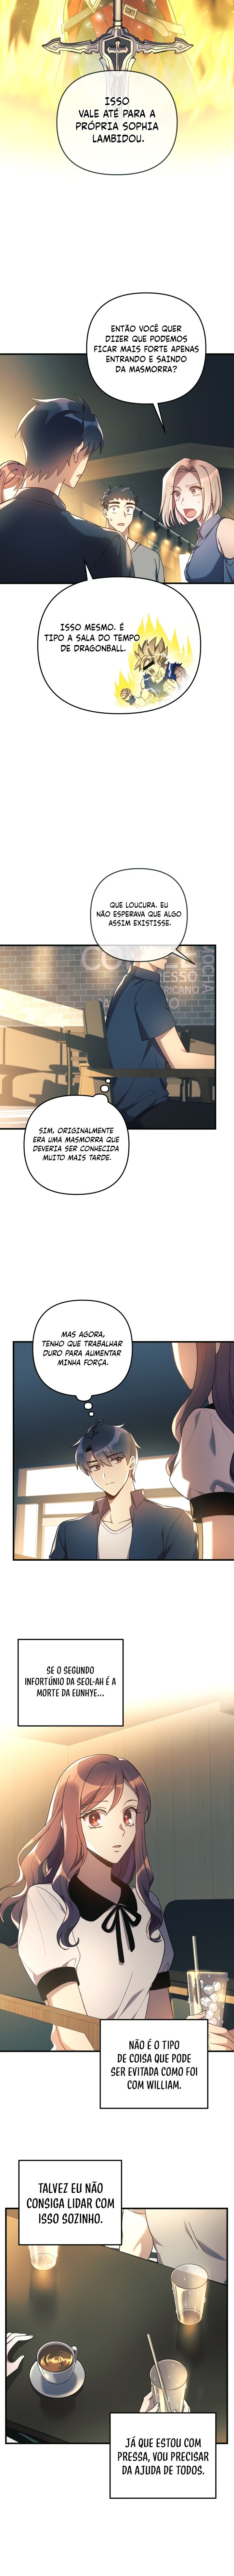 ISSO
VALE ATÉ PARA A
PRÓPRIA SOPHIA
LAMBIDOU.
ENTÃO VOCÊ QUER
DIZER QUE PODEMOS
FICAR MAIS FORTE APENAS
ENTRANDO E SAINDO
DA MASMORRA?
ISSO MESMO. É
TIPO A SALA DO TEMPO
DE DRAGONBALL.
QUE LOUCURA. EU
NÃO ESPERAVA QUE ALGO
ASSIM EXISTISSE.
MOCHA
SIM, ORIGINALMENTE
ERA UMA MASMORRA QUE
DEVERIA SER CONHECIDA
MUITO MAIS TARDE.
MAS AGORA,
TENHO QUE TRABALHAR
DURO PARA AUMENTAR
MINHA FORÇA.
SE O SEGUNDO
INFORTÚNIO DA SEOL-AH É A
MORTE DA EUNHYE...
NÃO É O TIPO
DE COISA QUE PODE
SER EVITADA COMO FOI
COM WILLIAM.
TALVEZ EU NÃO
CONSIGA LIDAR COM
ISSO SOZINHO.
JÁ QUE ESTOU COM
PRESSA, VOU PRECISAR
DA AJUDA DE TODOS.